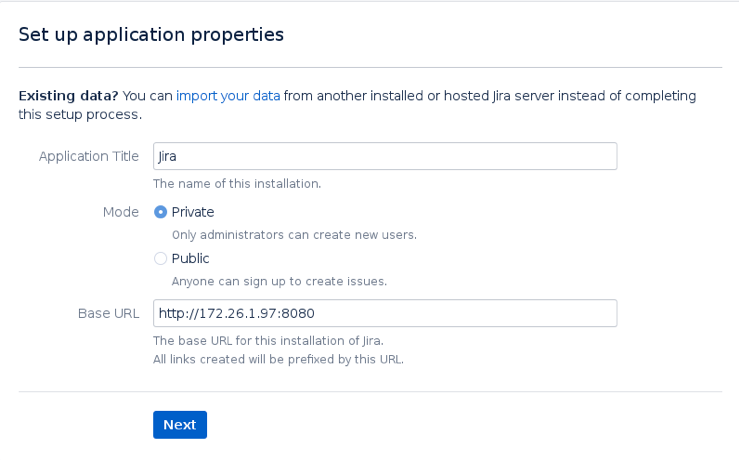 Set up application properties
Existing data? You can import your data from another installed or hosted Jira server instead of completing
this setup process.
Application Title
Jira
The name of this installation.
Mode
Private
Only administrators can create new users.
Public
Anyone can sign up to create issues.
Base URL
http://172.26.1.97:8080
The base URL for this installation of Jira.
All links created will be prefixed by this URL.
Next